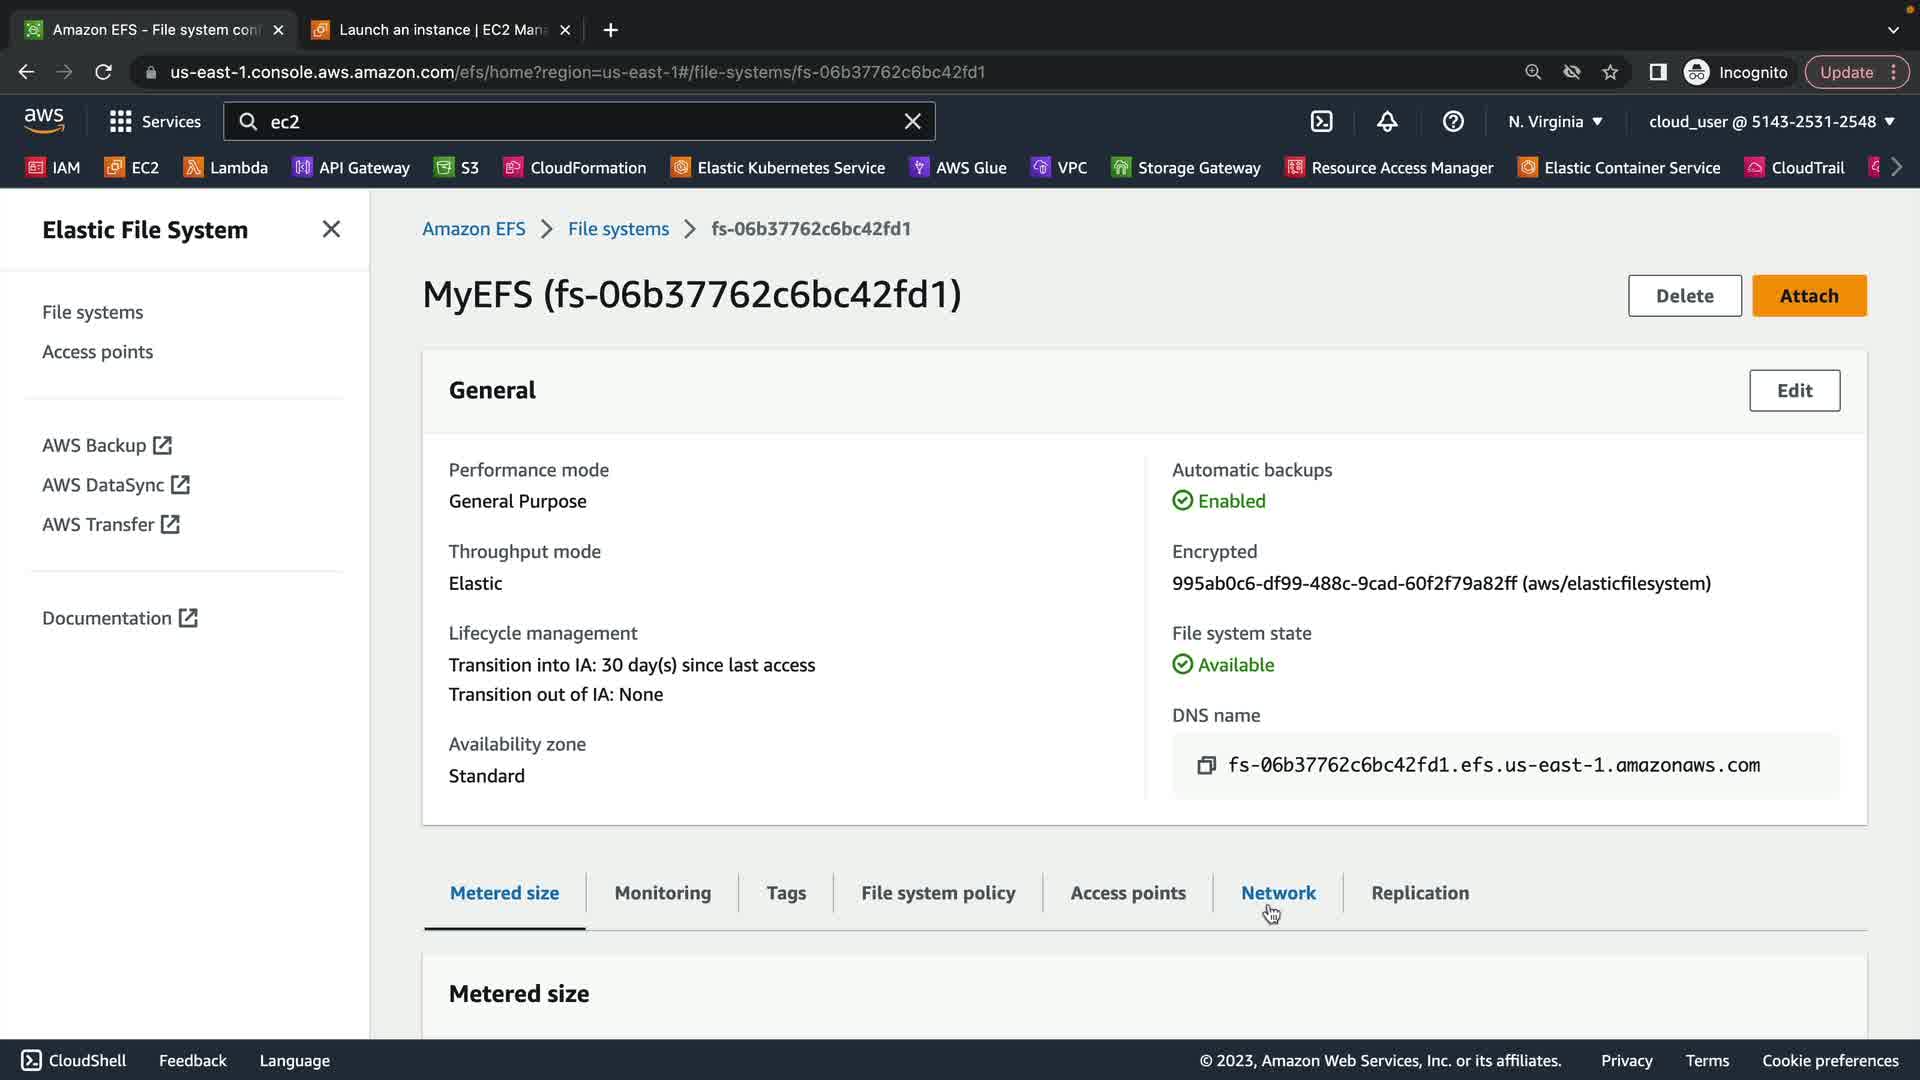 Amazon EFS - File system con
Launch an instance | EC2 Man
us-east-1.console.aws.amazon.com/efs/home?region=us-east-1#/file-systems/fs-06b37762c6bc42fd1
Incognito
Update
aws
Services
ec2
N. Virginia
cloud_user @ 5143-2531-2548
IAM
EC2
Lambda
API Gateway
S3
CloudFormation
Elastic Kubernetes Service
AWS Glue
VPC
Storage Gateway
Resource Access Manager
Elastic Container Service
CloudTrail
Elastic File System
File systems
Access points
AWS Backup
AWS DataSync
AWS Transfer
Documentation
Amazon EFS
File systems
fs-06b37762c6bc42fd1
MyEFS (fs-06b37762c6bc42fd1)
Delete
Attach
General
Edit
Performance mode
General Purpose
Throughput mode
Elastic
Lifecycle management
Transition into IA: 30 day(s) since last access
Transition out of IA: None
Availability zone
Standard
Automatic backups
Enabled
Encrypted
995ab0c6-df99-488c-9cad-60f2f79a82ff (aws/elasticfilesystem)
File system state
Available
DNS name
fs-06b37762c6bc42fd1.efs.us-east-1.amazonaws.com
Metered size
Monitoring
Tags
File system policy
Access points
Network
Replication
Metered size
CloudShell
Feedback
Language
© 2023, Amazon Web Services, Inc. or its affiliates.
Privacy
Terms
Cookie preferences